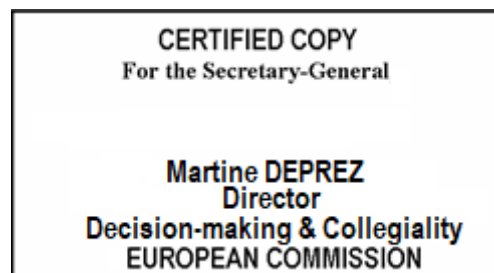 CERTIFIED COPY
For the Secretary-General
Martine DEPREZ
Director
Decision-making & Collegiality
EUROPEAN COMMISSION